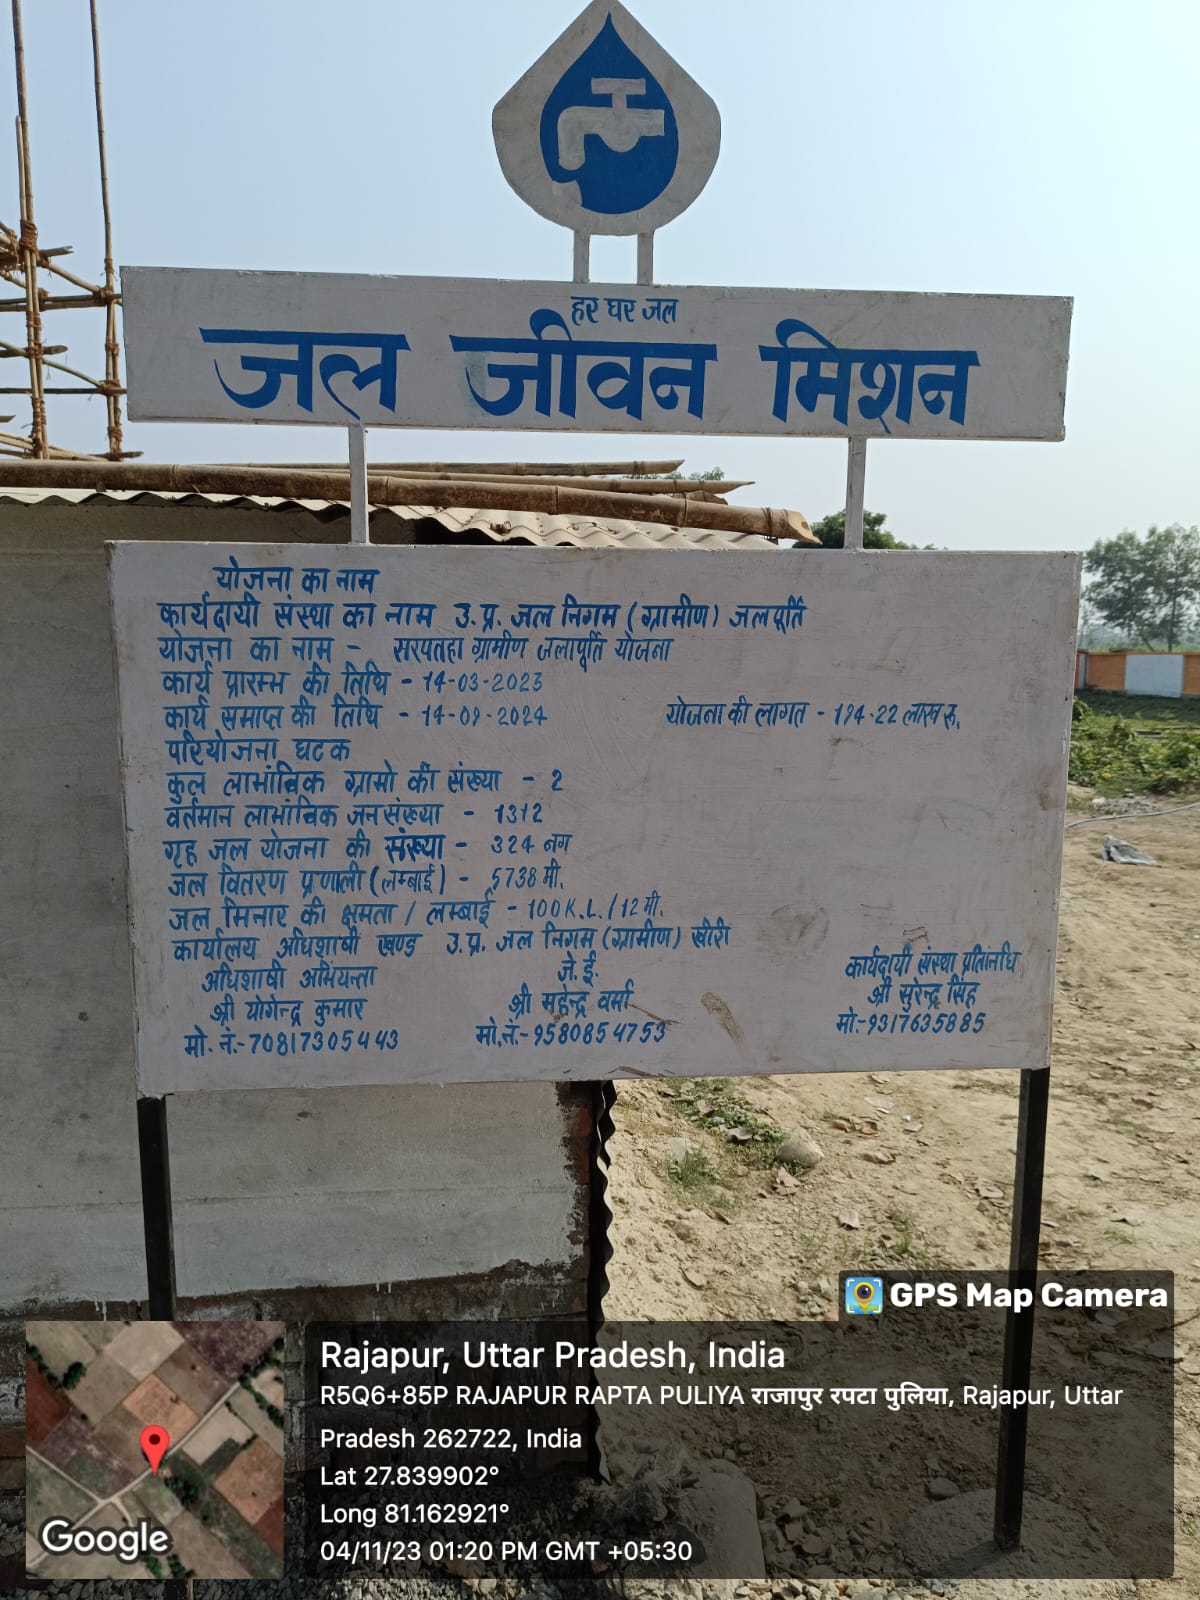 हर घर जल
जल जीवन मिशन
योजना का नाम
कार्यदायी संस्था का नाम उ.प्र. जल निगम (ग्रामीण) जलपूर्ति
योजना का नाम - सरपतहा ग्रामीण जलापूर्ति योजना
कार्य प्रारम्भ की तिथि - 14-03-2023
कार्य समाप्त की तिथि - 14-09-2024 योजना की लागत - 194.22 लाख रु.
परियोजना घटक
कुल लाभांविक ग्रामो की संख्या - 2
वर्तमान लाभांविक जनसंख्या - 1312
गृह जल योजना की संख्या - 324 नग
जल वितरण प्रणाली (लम्बाई) - 5738 मी.
जल मिनार की क्षमता / लम्बाई - 100 K.L. / 12 मी.
कार्यालय अधिशाषी खण्ड उ.प्र. जल निगम (ग्रामीण) खीरी
अधिशाषी अभियन्ता जे.ई. कार्यदायी संस्था प्रतिनिधि
श्री योगेन्द्र कुमार श्री महेन्द्र वर्मा श्री सुरेन्द्र सिंह
मो. नं.-70817305443 मो.नं.-9580854753 मो.-9317635885
GPS Map Camera
Rajapur, Uttar Pradesh, India
R5Q6+85P RAJAPUR RAPTA PULIYA राजापुर रपटा पुलिया, Rajapur, Uttar
Pradesh 262722, India
Lat 27.839902°
Long 81.162921°
04/11/23 01:20 PM GMT +05:30
Google